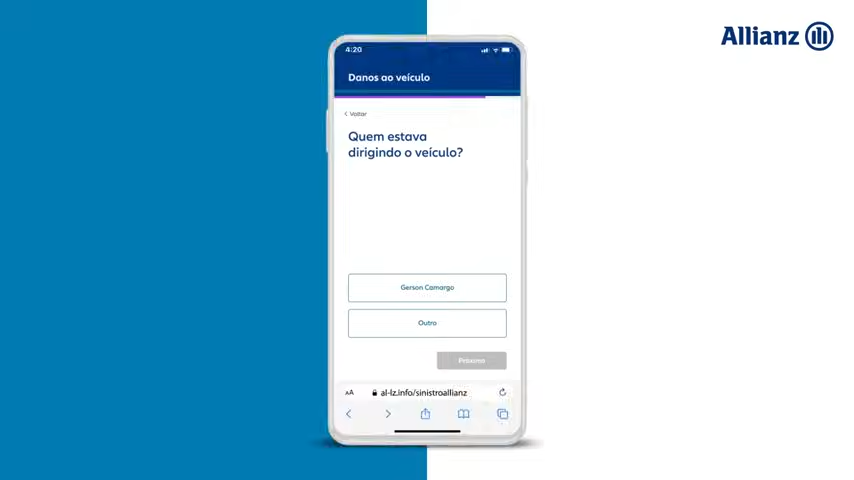 Allianz
4:20
Danos ao veículo
Voltar
Quem estava
dirigindo o veículo?
Gerson Camargo
Outro
Próximo
AA
al-lz.info/sinistroallianz